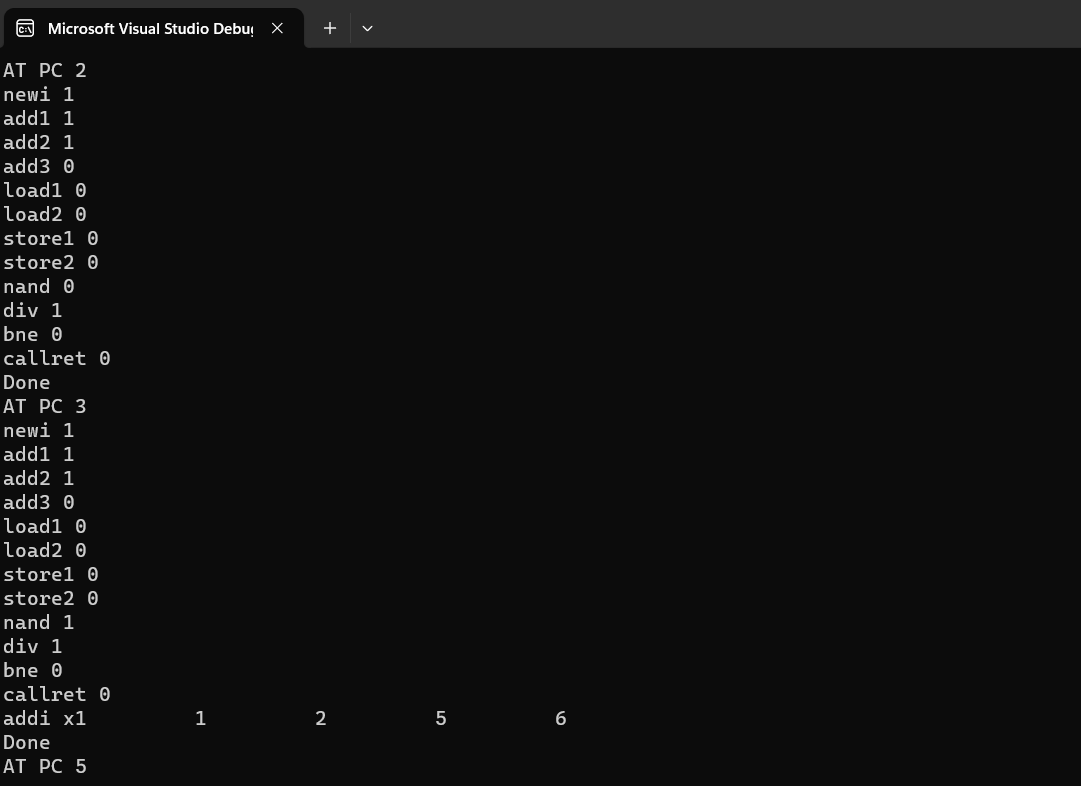 Microsoft Visual Studio Debu
AT PC 2
newi 1
add1 1
add2 1
add3 0
load1 0
load2 0
store1 0
store2 0
nand 0
div 1
bne 0
callret 0
Done
AT PC 3
newi 1
add1 1
add2 1
add3 0
load1 0
load2 0
store1 0
store2 0
nand 1
div 1
bne 0
callret 0
addi x1 1 2 5 6
Done
AT PC 5